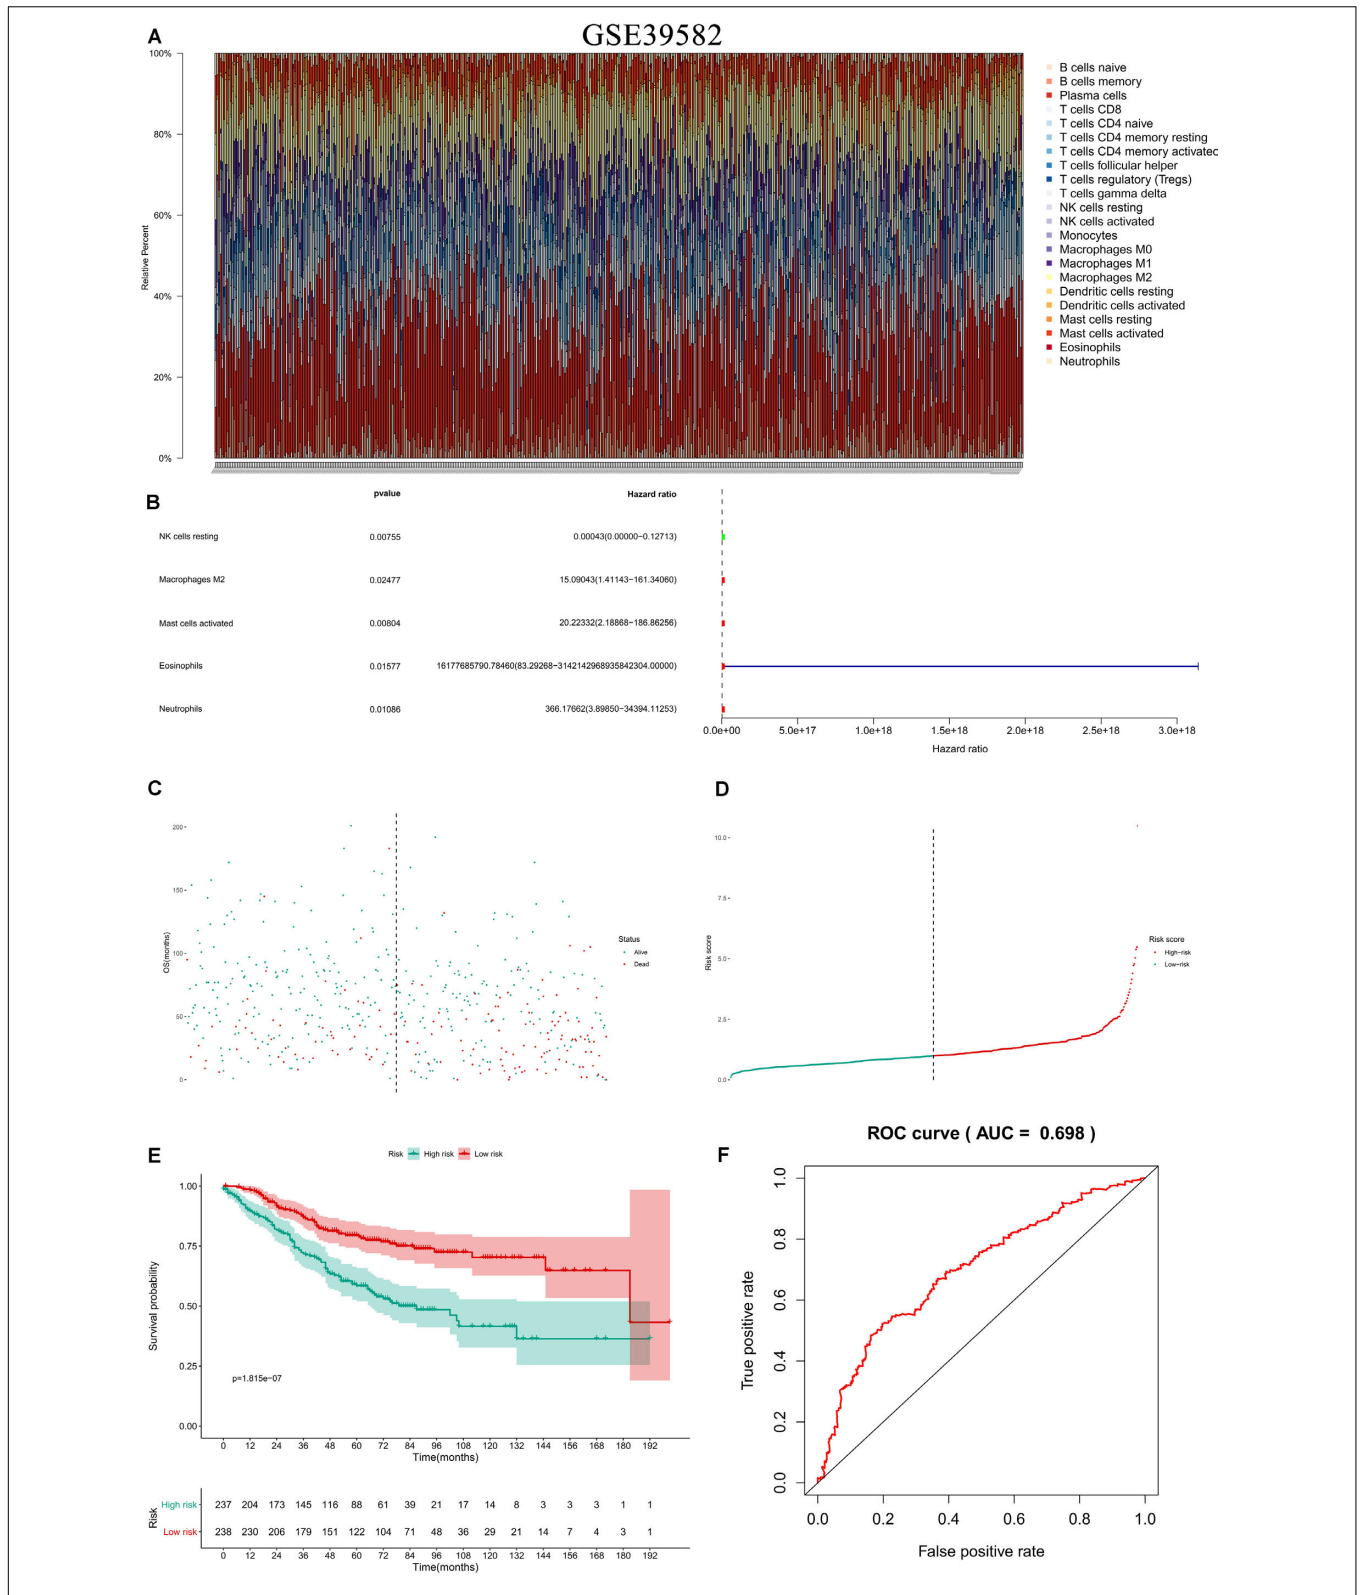 A
GSE39582
100%
80%
60%
40%
20%
0%
Relative Percent
B cells naive
B cells memory
Plasma cells
T cells CD8
T cells CD4 naive
T cells CD4 memory resting
T cells CD4 memory activated
T cells follicular helper
T cells regulatory (Tregs)
T cells gamma delta
NK cells resting
NK cells activated
Monocytes
Macrophages M0
Macrophages M1
Macrophages M2
Dendritic cells resting
Dendritic cells activated
Mast cells resting
Mast cells activated
Eosinophils
Neutrophils
B
pvalue Hazard ratio
NK cells resting 0.00755 0.00043(0.00000−0.12713)
Macrophages M2 0.02477 15.09043(1.41143−161.34060)
Mast cells activated 0.00804 20.22332(2.18868−186.86256)
Eosinophils 0.01577 16177685790.78460(83.29268−3142142968935842304.00000)
Neutrophils 0.01086 366.17662(3.89850−34394.11253)
0.0e+00 5.0e+17 1.0e+18 1.5e+18 2.0e+18 2.5e+18 3.0e+18
Hazard ratio
C
200
150
100
50
0
OS(months)
Status
Alive
Dead
D
10.0
7.5
5.0
2.5
0.0
Risk score
Risk score
High−risk
Low−risk
E
Risk High risk Low risk
1.00
0.75
0.50
0.25
0.00
Survival probability
p=1.815e−07
0 12 24 36 48 60 72 84 96 108 120 132 144 156 168 180 192
Time(months)
Risk
High risk 237 204 173 145 116 88 61 39 21 17 14 8 3 3 3 1 1
Low risk 238 230 206 179 151 122 104 71 48 36 29 21 14 7 4 3 1
0 12 24 36 48 60 72 84 96 108 120 132 144 156 168 180 192
Time(months)
F
ROC curve ( AUC = 0.698 )
1.0
0.8
0.6
0.4
0.2
0.0
True positive rate
0.0 0.2 0.4 0.6 0.8 1.0
False positive rate